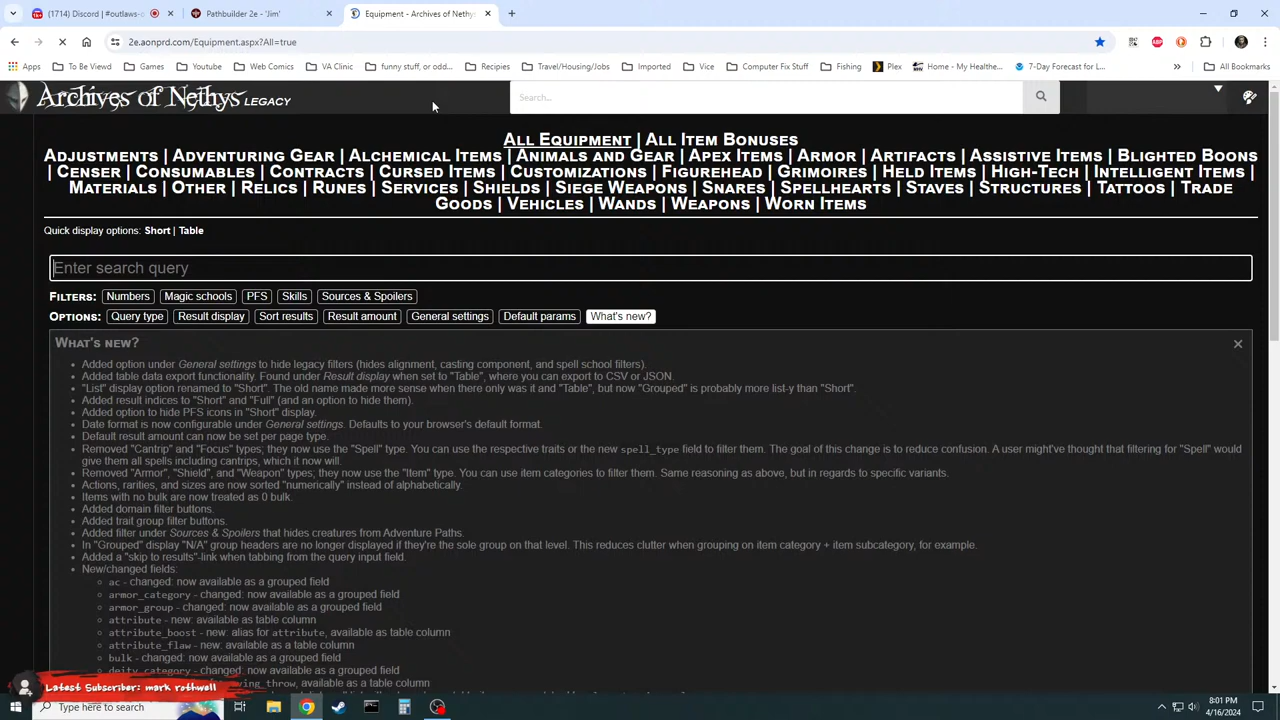 (1714) Discord | #outlaws-o
Pathbuilder 2e - 'Jim'
Equipment - Archives of Nethys
2e.aonprd.com/Equipment.aspx?All=true
Apps
To Be Viewd
Games
Youtube
Web Comics
VA Clinic
funny stuff, or odd...
Recipies
Travel/Housing/Jobs
Imported
Vice
Computer Fix Stuff
Fishing
Plex
Home - My Healthe...
7-Day Forecast for L...
»
All Bookmarks
Archives of Nethys LEGACY
Search...
All Equipment | All Item Bonuses
Adjustments | Adventuring Gear | Alchemical Items | Animals and Gear | Apex Items | Armor | Artifacts | Assistive Items | Blighted Boons
| Censer | Consumables | Contracts | Cursed Items | Customizations | Figurehead | Grimoires | Held Items | High-Tech | Intelligent Items |
Materials | Other | Relics | Runes | Services | Shields | Siege Weapons | Snares | Spellhearts | Staves | Structures | Tattoos | Trade
Goods | Vehicles | Wands | Weapons | Worn Items
Quick display options: Short | Table
Enter search query
Filters: Numbers Magic schools PFS Skills Sources & Spoilers
Options: Query type Result display Sort results Result amount General settings Default params What's new?
What's new?
• Added option under General settings to hide legacy filters (hides alignment, casting component, and spell school filters).
• Added table data export functionality. Found under Result display when set to "Table", where you can export to CSV or JSON.
• "List" display option renamed to "Short". The old name made more sense when there only was it and "Table", but now "Grouped" is probably more list-y than "Short".
• Added result indices to "Short" and "Full" (and an option to hide them).
• Added option to hide PFS icons in "Short" display.
• Date format is now configurable under General settings. Defaults to your browser's default format.
• Default result amount can now be set per page type.
• Removed "Cantrip" and "Focus" types; they now use the "Spell" type. You can use the respective traits or the new spell_type field to filter them. The goal of this change is to reduce confusion. A user might've thought that filtering for "Spell" would
give them all spells including cantrips, which it now will.
• Removed "Armor", "Shield", and "Weapon" types; they now use the "Item" type. You can use item categories to filter them. Same reasoning as above, but in regards to specific variants.
• Actions, rarities, and sizes are now sorted "numerically" instead of alphabetically.
• Items with no bulk are now treated as 0 bulk.
• Added domain filter buttons.
• Added trait group filter buttons.
• Added filter under Sources & Spoilers that hides creatures from Adventure Paths.
• In "Grouped" display "N/A" group headers are no longer displayed if they're the sole group on that level. This reduces clutter when grouping on item category + item subcategory, for example.
• Added a "skip to results"-link when tabbing from the query input field.
• New/changed fields:
ac - changed: now available as a grouped field
armor_category - changed: now available as a grouped field
armor_group - changed: now available as a grouped field
attribute - new: available as table column
attribute_boost - new: alias for attribute, available as table column
attribute_flaw - new: available as a table column
bulk - changed: now available as a grouped field
deity_category - changed: now available as a grouped field
_throw - changed: now available as table column
Latest Subscriber: mark rothwell
Type here to search
8:01 PM
4/16/2024